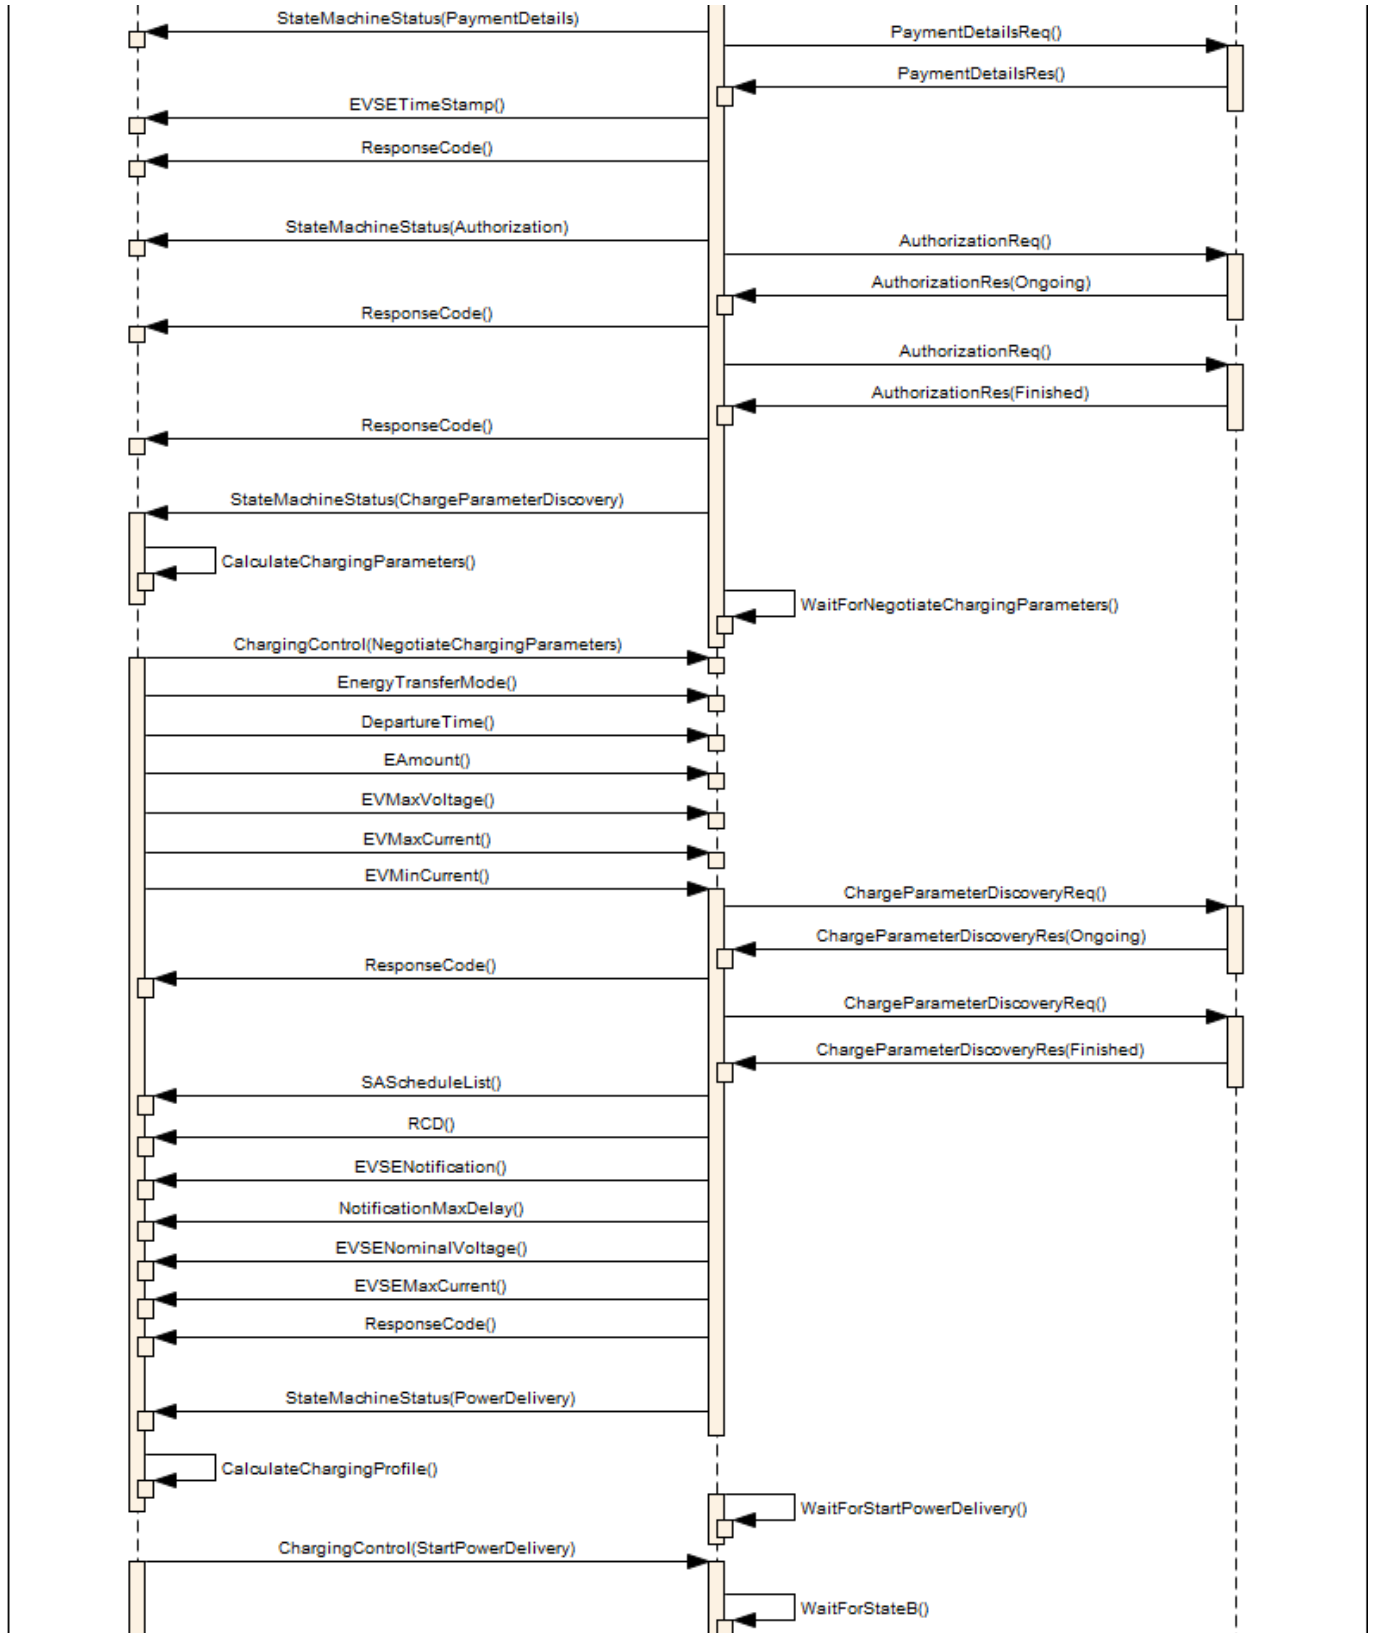 StateMachineStatus(PaymentDetails)
PaymentDetailsReq()
PaymentDetailsRes()
EVSETimeStamp()
ResponseCode()
StateMachineStatus(Authorization)
AuthorizationReq()
AuthorizationRes(Ongoing)
ResponseCode()
AuthorizationReq()
AuthorizationRes(Finished)
ResponseCode()
StateMachineStatus(ChargeParameterDiscovery)
CalculateChargingParameters()
WaitForNegotiateChargingParameters()
ChargingControl(NegotiateChargingParameters)
EnergyTransferMode()
DepartureTime()
EAmount()
EVMaxVoltage()
EVMaxCurrent()
EVMinCurrent()
ChargeParameterDiscoveryReq()
ChargeParameterDiscoveryRes(Ongoing)
ResponseCode()
ChargeParameterDiscoveryReq()
ChargeParameterDiscoveryRes(Finished)
SAScheduleList()
RCD()
EVSENotification()
NotificationMaxDelay()
EVSENominalVoltage()
EVSEMaxCurrent()
ResponseCode()
StateMachineStatus(PowerDelivery)
CalculateChargingProfile()
WaitForStartPowerDelivery()
ChargingControl(StartPowerDelivery)
WaitForStateB()